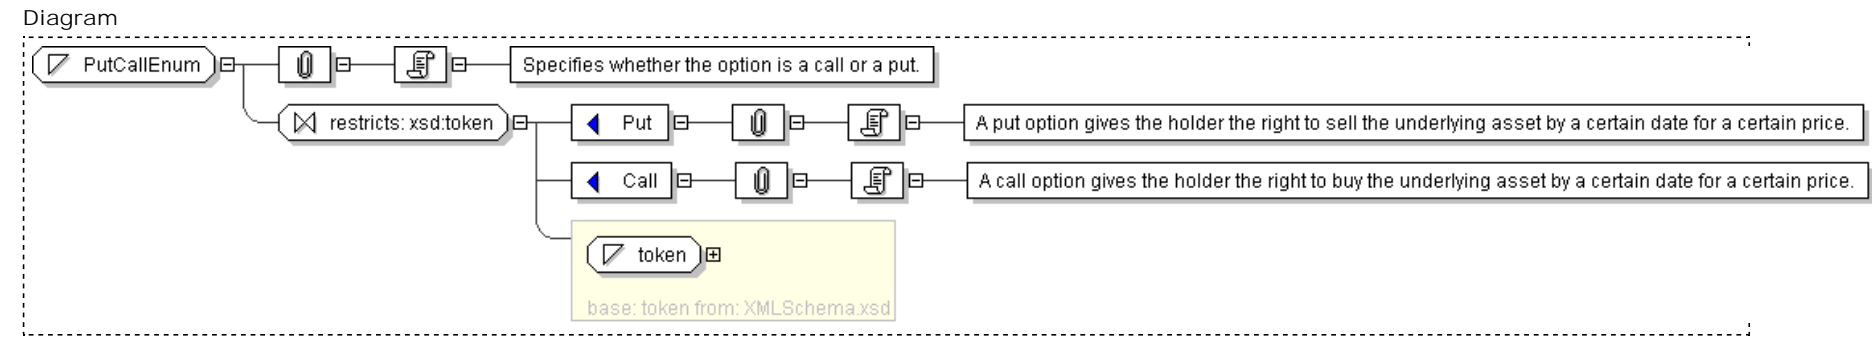 Diagram
PutCallEnum
Specifies whether the option is a call or a put.
restricts: xsd:token
Put
A put option gives the holder the right to sell the underlying asset by a certain date for a certain price.
Call
A call option gives the holder the right to buy the underlying asset by a certain date for a certain price.
token
base: token from: XMLSchema.xsd